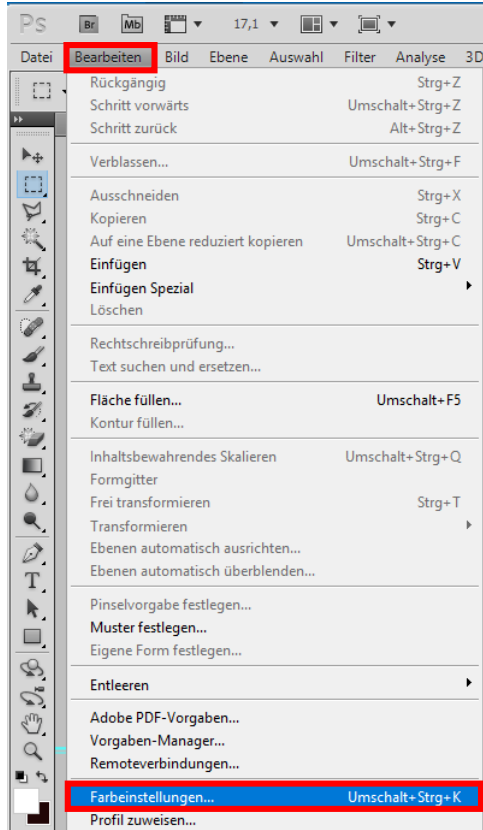 Ps Br Mb 17,1
Datei Bearbeiten Bild Ebene Auswahl Filter Analyse 3D
Rückgängig Strg+Z
Schritt vorwärts Umschalt+Strg+Z
Schritt zurück Alt+Strg+Z
Verblassen... Umschalt+Strg+F
Ausschneiden Strg+X
Kopieren Strg+C
Auf eine Ebene reduziert kopieren Umschalt+Strg+C
Einfügen Strg+V
Einfügen Spezial
Löschen
Rechtschreibprüfung...
Text suchen und ersetzen...
Fläche füllen... Umschalt+F5
Kontur füllen...
Inhaltsbewahrendes Skalieren Umschalt+Strg+Q
Formgitter
Frei transformieren Strg+T
Transformieren
Ebenen automatisch ausrichten...
Ebenen automatisch überblenden...
Pinselvorgabe festlegen...
Muster festlegen...
Eigene Form festlegen...
Entleeren
Adobe PDF-Vorgaben...
Vorgaben-Manager...
Remoteverbindungen...
Farbeinstellungen... Umschalt+Strg+K
Profil zuweisen...